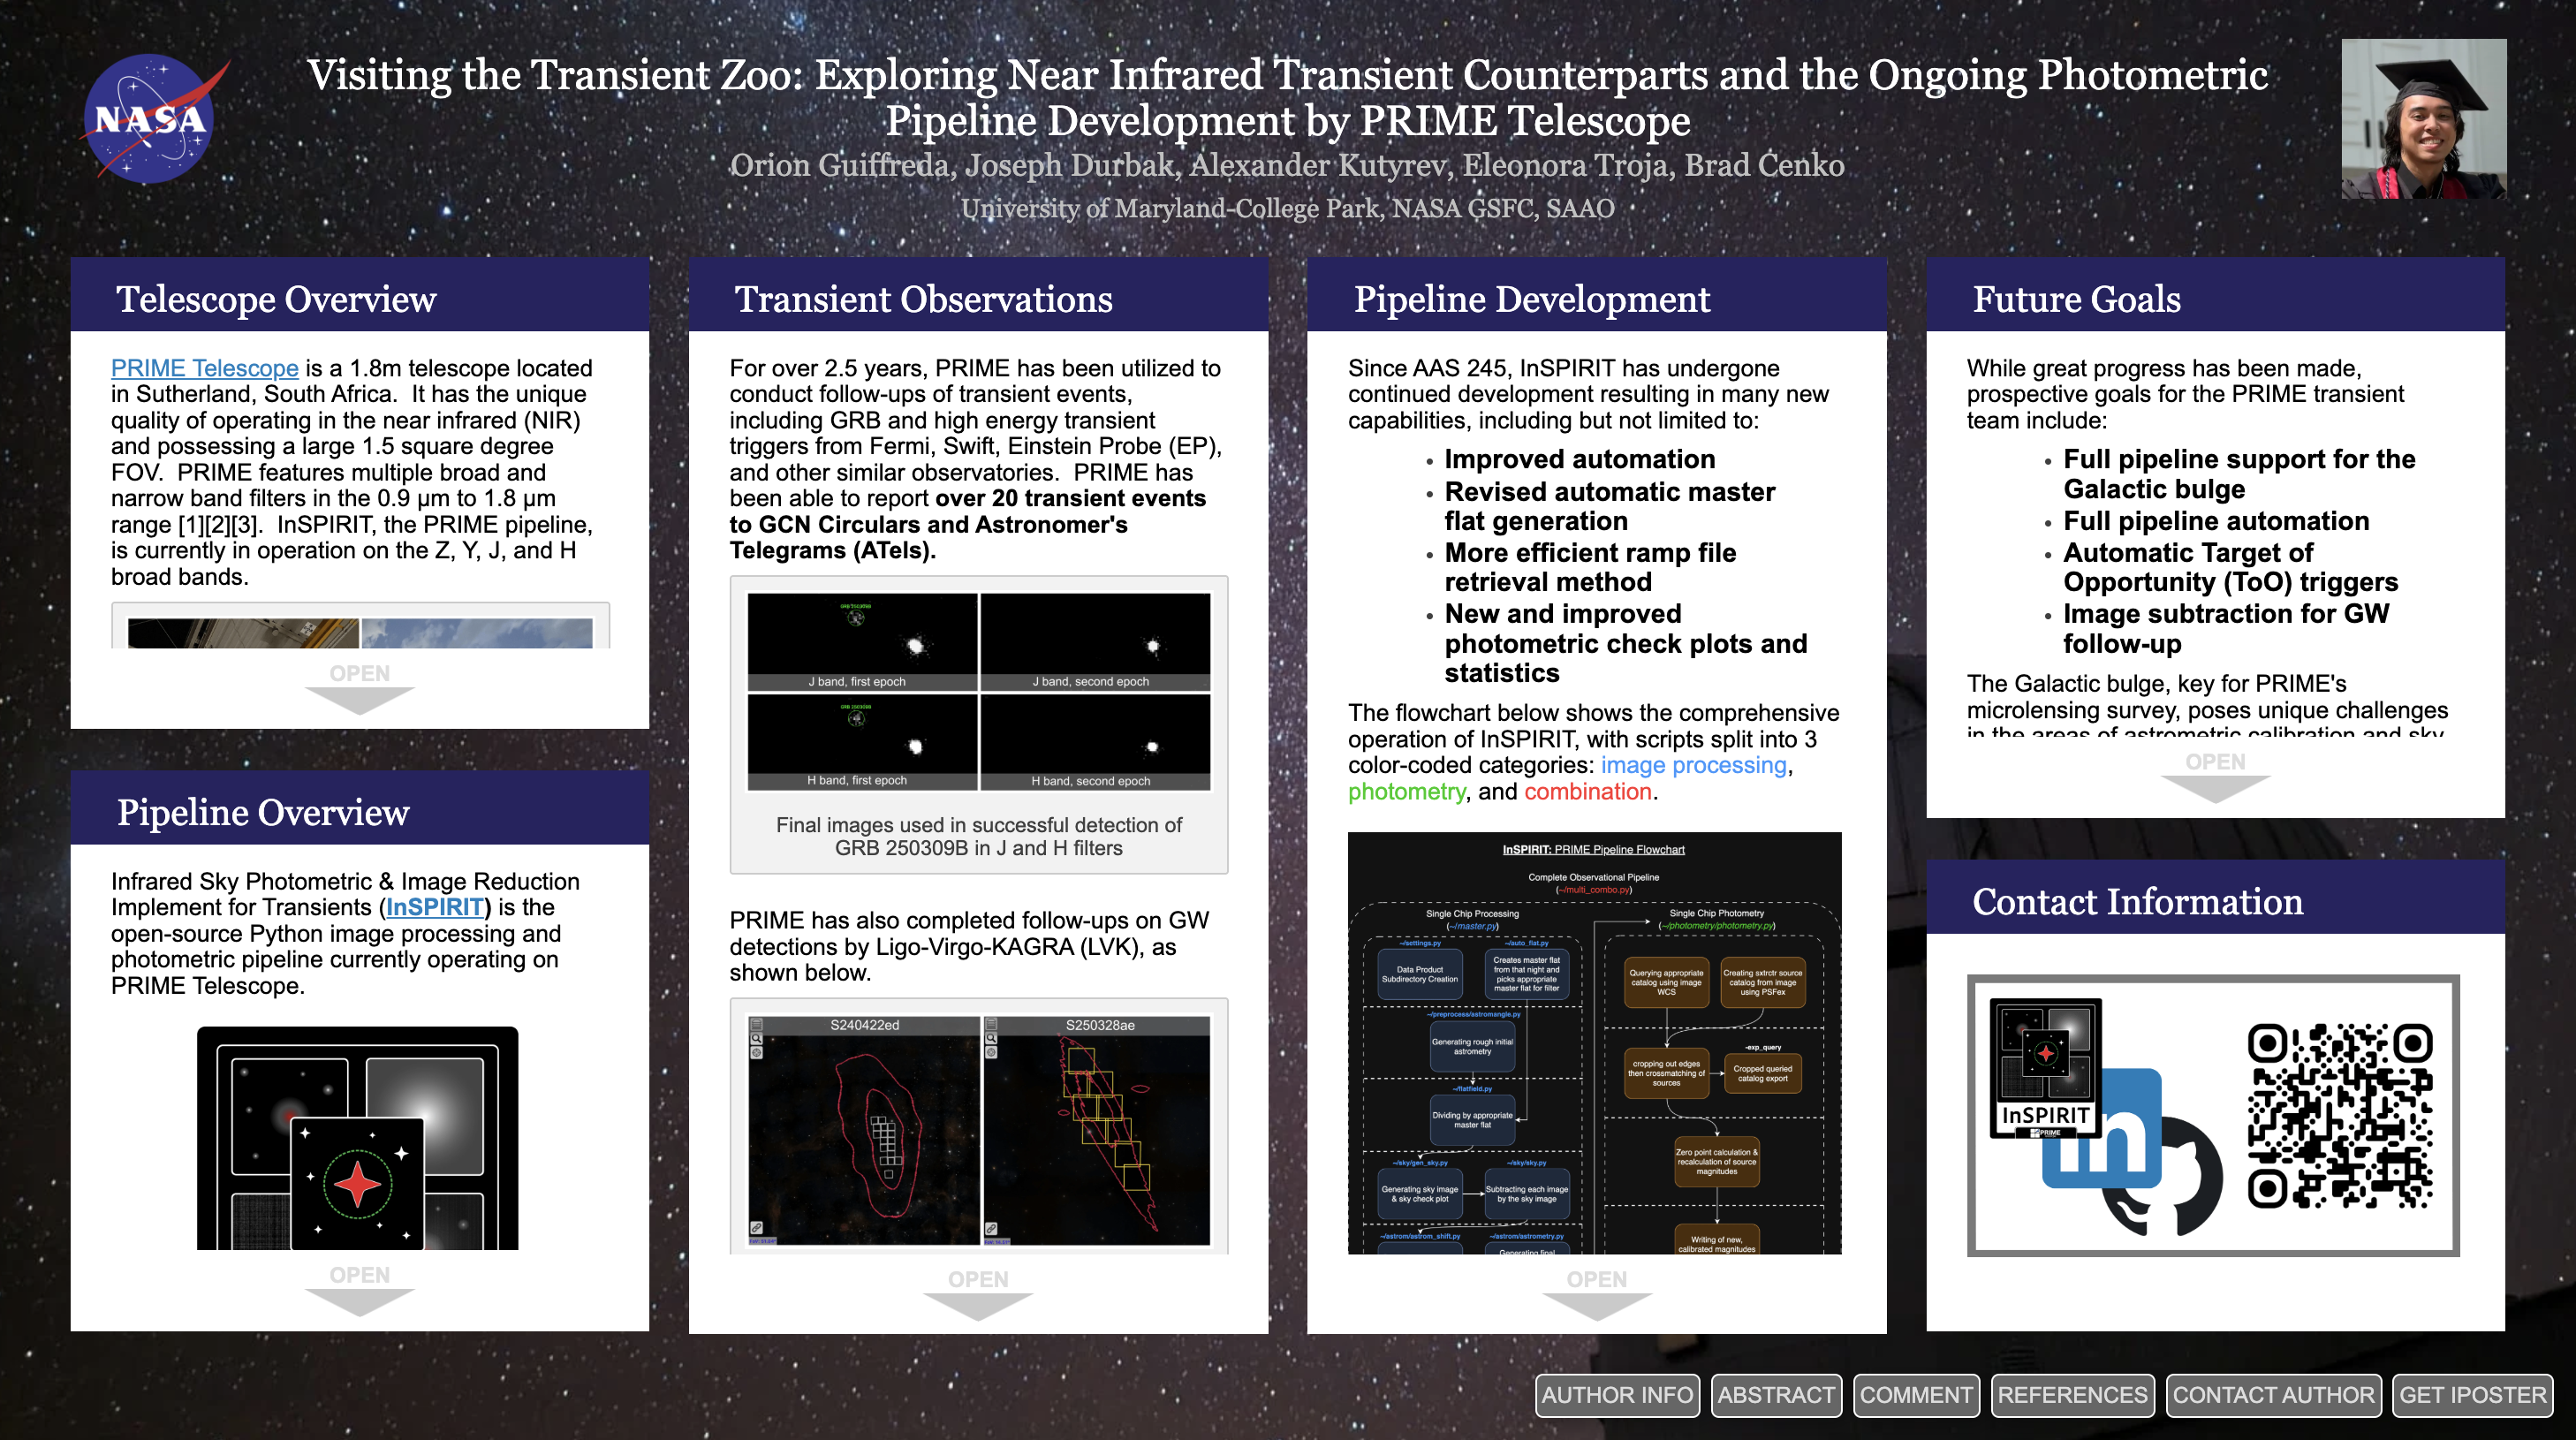 NASA
Visiting the Transient Zoo: Exploring Near Infrared Transient Counterparts and the Ongoing Photometric
Pipeline Development by PRIME Telescope
Orion Guiffreda, Joseph Durbak, Alexander Kutyrev, Eleonora Troja, Brad Cenko
University of Maryland-College Park, NASA GSFC, SAAO
Telescope Overview
PRIME Telescope is a 1.8m telescope located
in Sutherland, South Africa.  It has the unique
quality of operating in the near infrared (NIR)
and possessing a large 1.5 square degree
FOV.  PRIME features multiple broad and
narrow band filters in the 0.9 μm to 1.8 μm
range [1][2][3].  InSPIRIT, the PRIME pipeline,
is currently in operation on the Z, Y, J, and H
broad bands.
OPEN
Pipeline Overview
Infrared Sky Photometric & Image Reduction
Implement for Transients (InSPIRIT) is the
open-source Python image processing and
photometric pipeline currently operating on
PRIME Telescope.
OPEN
Transient Observations
For over 2.5 years, PRIME has been utilized to
conduct follow-ups of transient events,
including GRB and high energy transient
triggers from Fermi, Swift, Einstein Probe (EP),
and other similar observatories.  PRIME has
been able to report over 20 transient events
to GCN Circulars and Astronomer's
Telegrams (ATels).
GRB 250309B
J band, first epoch
J band, second epoch
GRB 250309B
H band, first epoch
H band, second epoch
Final images used in successful detection of
GRB 250309B in J and H filters
PRIME has also completed follow-ups on GW
detections by Ligo-Virgo-KAGRA (LVK), as
shown below.
S240422ed
S250328ae
OPEN
Pipeline Development
Since AAS 245, InSPIRIT has undergone
continued development resulting in many new
capabilities, including but not limited to:
• Improved automation
• Revised automatic master
flat generation
• More efficient ramp file
retrieval method
• New and improved
photometric check plots and
statistics
The flowchart below shows the comprehensive
operation of InSPIRIT, with scripts split into 3
color-coded categories: image processing,
photometry, and combination.
InSPIRIT: PRIME Pipeline Flowchart
Complete Observational Pipeline
(~/multi_combo.py)
Single Chip Processing
(~/master.py)
~/settings.py
Data Product
Subdirectory Creation
~/auto_flat.py
Creates master flat
from that night and
picks appropriate
master flat for filter
~/preprocess/astromangle.py
Generating rough initial
astrometry
~/flatfield.py
Dividing by appropriate
master flat
~/sky/gen_sky.py
Generating sky image
& sky check plot
~/sky/sky.py
Subtracting each image
by the sky image
~/astrom/astrom_shift.py
~/astrom/astrometry.py
Generating final
Single Chip Photometry
(~/photometry/photometry.py)
Querying appropriate
catalog using image
WCS
Creating sxtrctr source
catalog from image
using PSFex
cropping out edges
then crossmatching of
sources
-exp_query
Cropped queried
catalog export
Zero point calculation &
recalculation of source
magnitudes
Writing of new,
calibrated magnitudes
OPEN
Future Goals
While great progress has been made,
prospective goals for the PRIME transient
team include:
• Full pipeline support for the
Galactic bulge
• Full pipeline automation
• Automatic Target of
Opportunity (ToO) triggers
• Image subtraction for GW
follow-up
The Galactic bulge, key for PRIME's
microlensing survey, poses unique challenges
in the areas of astrometric calibration and sky
OPEN
Contact Information
InSPIRIT
PRIME
in
AUTHOR INFO
ABSTRACT
COMMENT
REFERENCES
CONTACT AUTHOR
GET IPOSTER